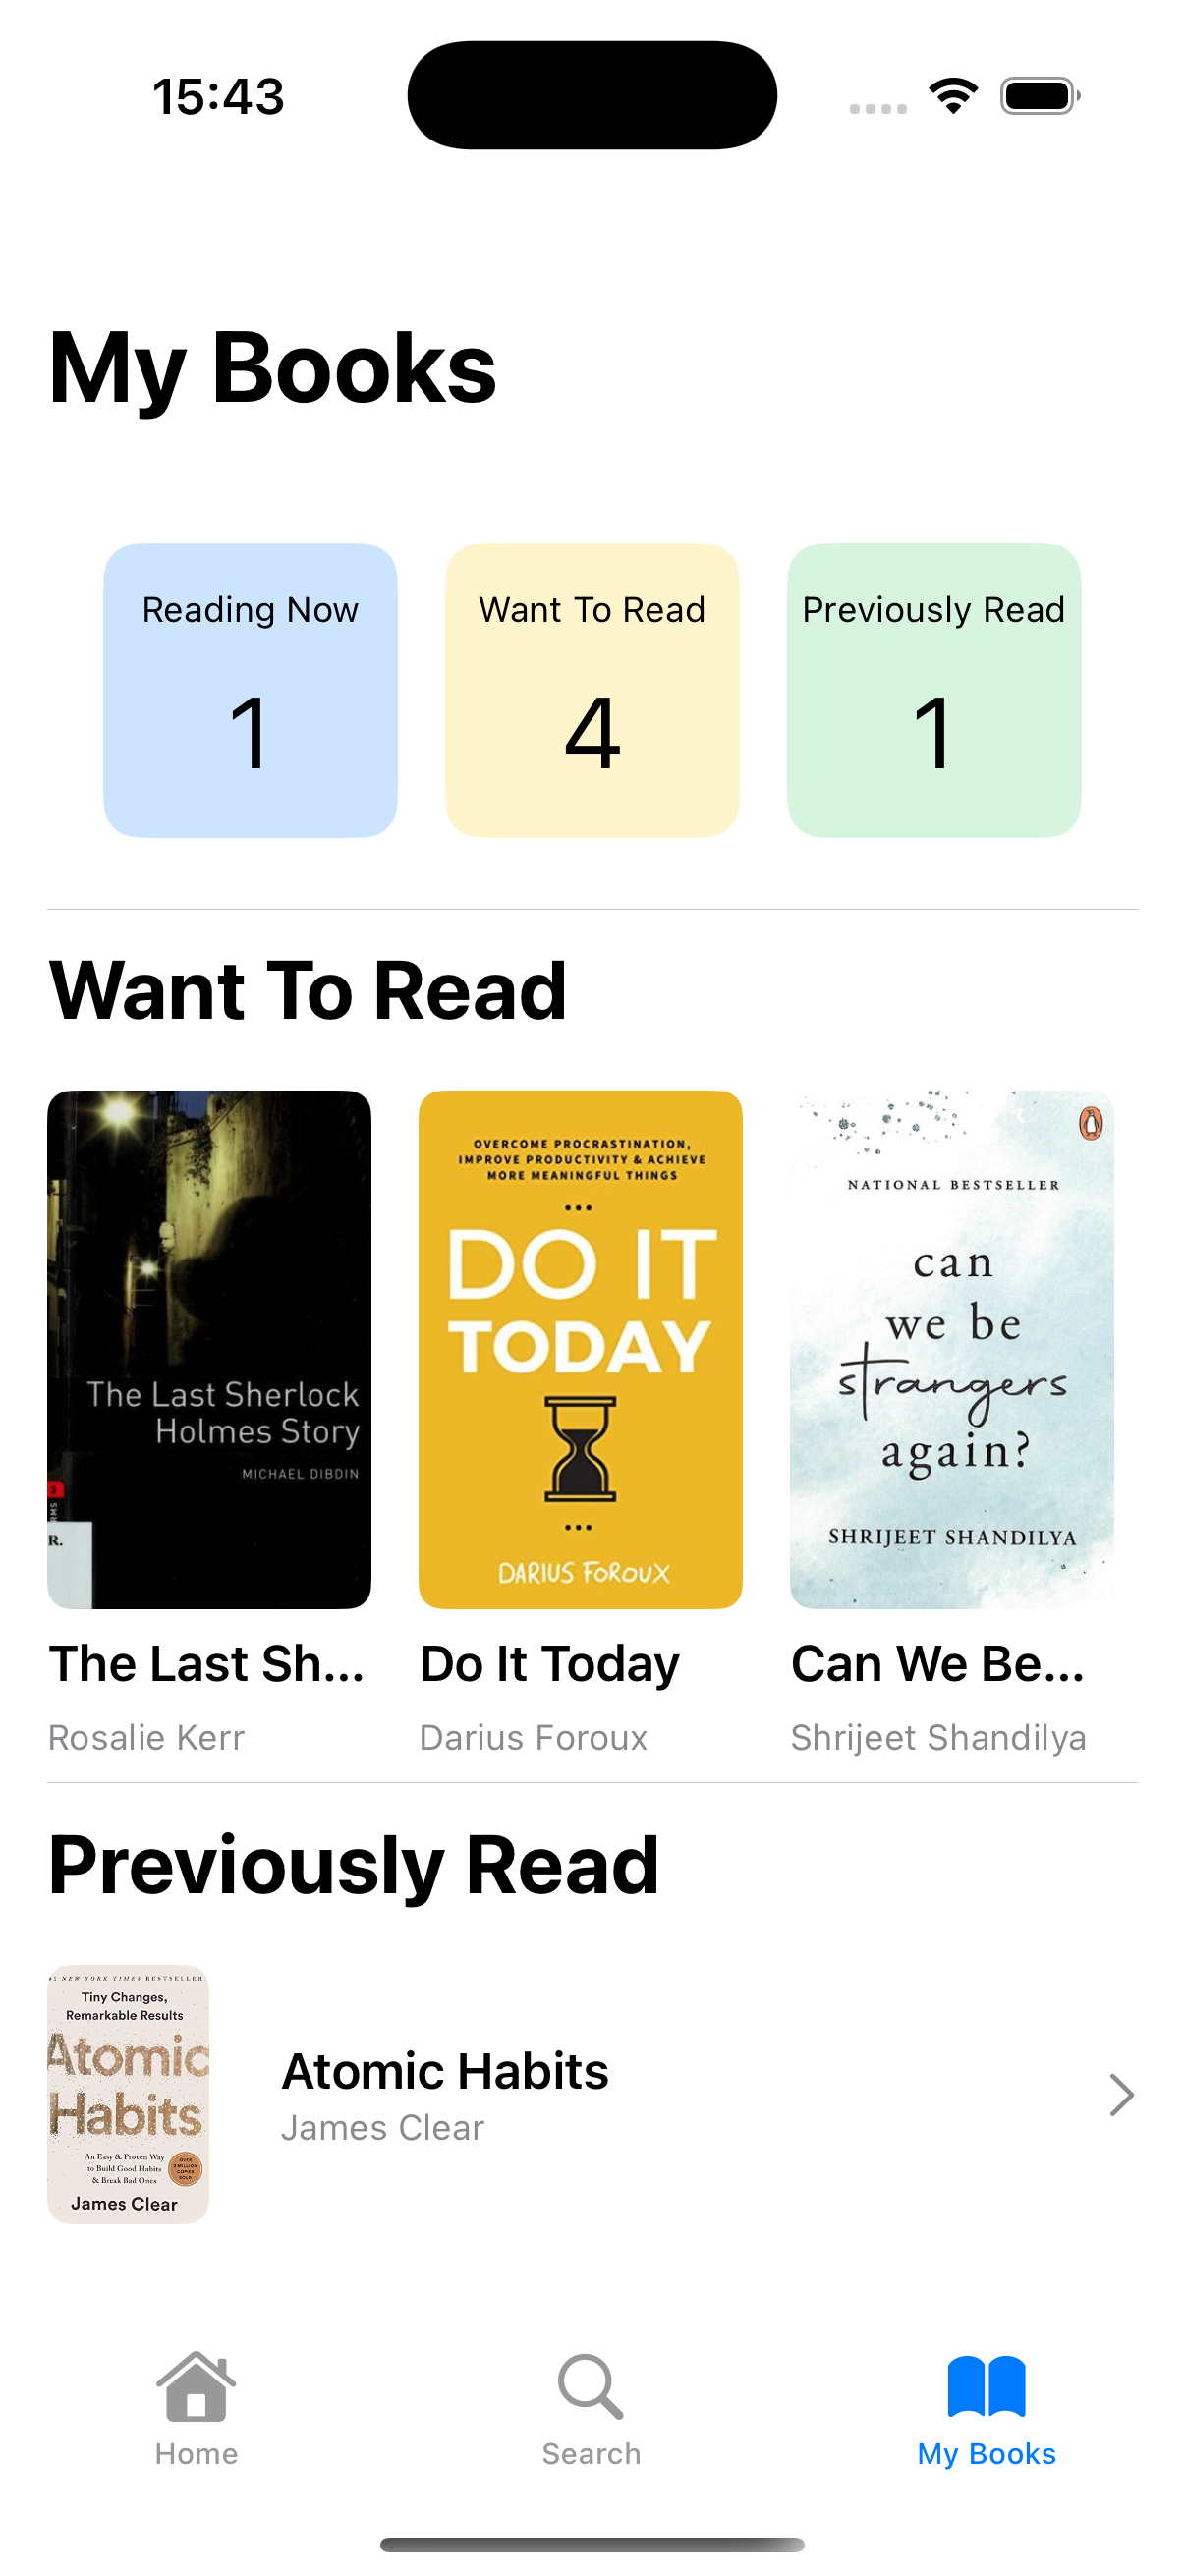 15:43
My Books
Reading Now
1
Want To Read
4
Previously Read
1
Want To Read
The Last Sherlock
Holmes Story
MICHAEL DIBDIN
R.
The Last Sh...
Rosalie Kerr
OVERCOME PROCRASTINATION,
IMPROVE PRODUCTIVITY & ACHIEVE
MORE MEANINGFUL THINGS
DO IT
TODAY
DARIUS FOROUX
Do It Today
Darius Foroux
NATIONAL BESTSELLER
can
we be
strangers
again?
SHRIJEET SHANDILYA
Can We Be...
Shrijeet Shandilya
Previously Read
#1 NEW YORK TIMES BESTSELLER
Tiny Changes,
Remarkable Results
Atomic
Habits
An Easy & Proven Way
to Build Good Habits
& Break Bad Ones
James Clear
Atomic Habits
James Clear
Home
Search
My Books